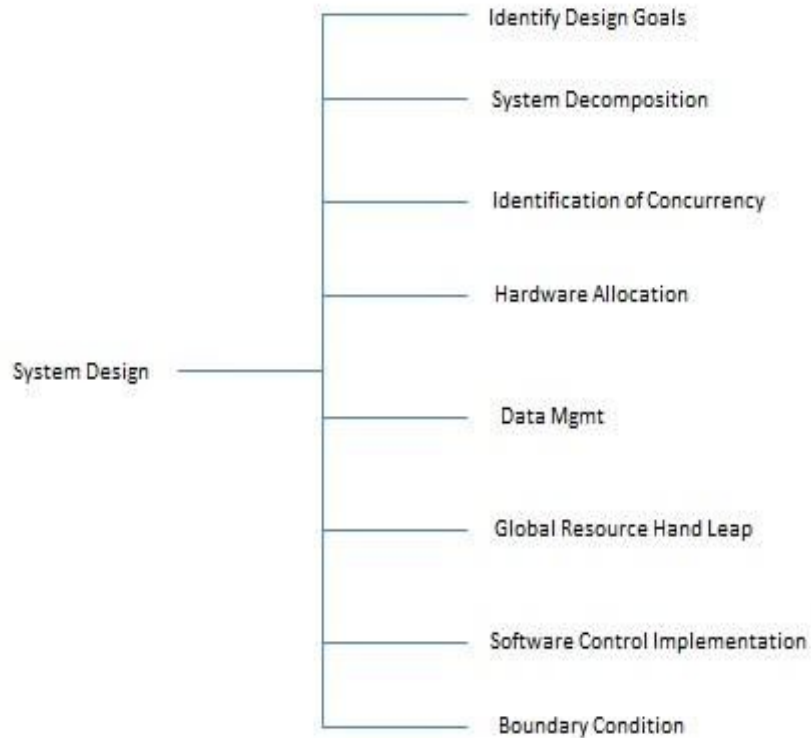 Identify Design Goals
System Decomposition
Identification of Concurrency
Hardware Allocation
System Design
Data Mgmt
Global Resource Hand Leap
Software Control Implementation
Boundary Condition